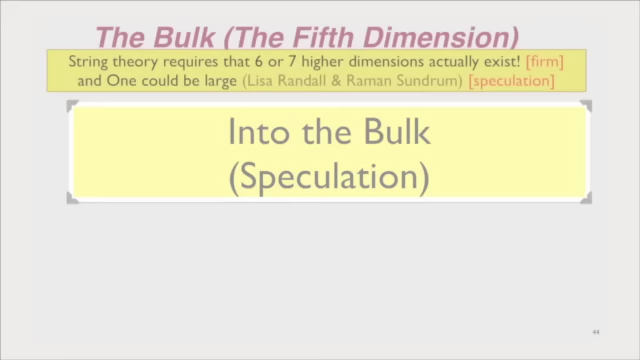 The Bulk (The Fifth Dimension)
String theory requires that 6 or 7 higher dimensions actually exist! [firm]
and One could be large (Lisa Randall & Raman Sundrum) [speculation]
Into the Bulk
(Speculation)
44